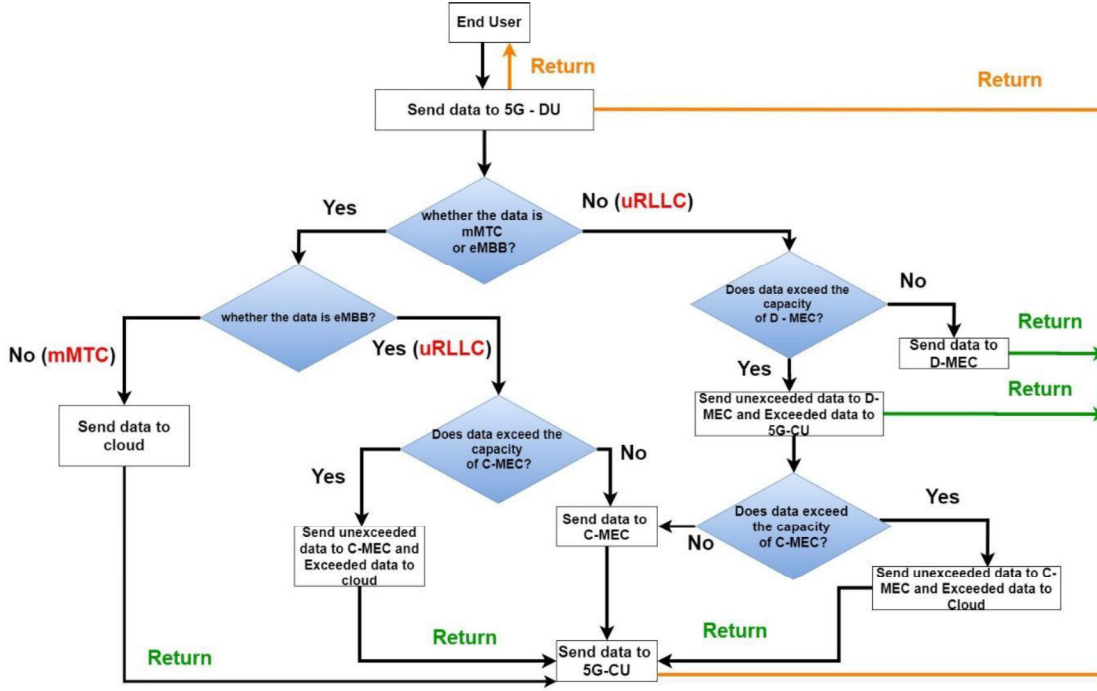 End User
Return
Return
Send data to 5G - DU
Yes
No (uRLLC)
whether the data is
mMTC
or eMBB?
No
Does data exceed the
capacity
of D - MEC?
whether the data is eMBB?
Return
No (mMTC)
Yes (uRLLC)
Send data to
D-MEC
Yes
Return
Send unexceeded data to D-
MEC and Exceeded data to
5G-CU
Send data to
cloud
Does data exceed the
capacity
of C-MEC?
No
Yes
Yes
Does data exceed
the capacity
of C-MEC?
Send data to
C-MEC
No
Send unexceeded
data to C-MEC and
Exceeded data to
cloud
Send unexceeded data to C-
MEC and Exceeded data to
Cloud
Return
Return
Return
Send data to
5G-CU